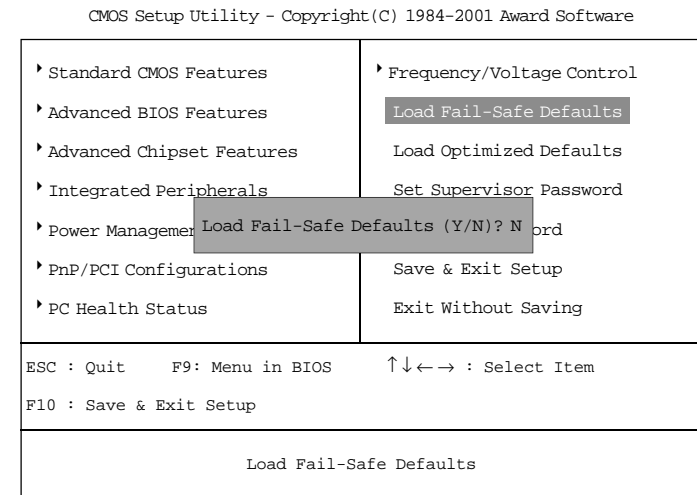 CMOS Setup Utility - Copyright(C) 1984-2001 Award Software
Standard CMOS Features
Advanced BIOS Features
Advanced Chipset Features
Integrated Peripherals
Power Managemen
PnP/PCI Configurations
PC Health Status
Frequency/Voltage Control
Load Fail-Safe Defaults
Load Optimized Defaults
Set Supervisor Password
ord
Save & Exit Setup
Exit Without Saving
Load Fail-Safe Defaults (Y/N)? N
ESC : Quit F9: Menu in BIOS ↑↓←→ : Select Item
F10 : Save & Exit Setup
Load Fail-Safe Defaults